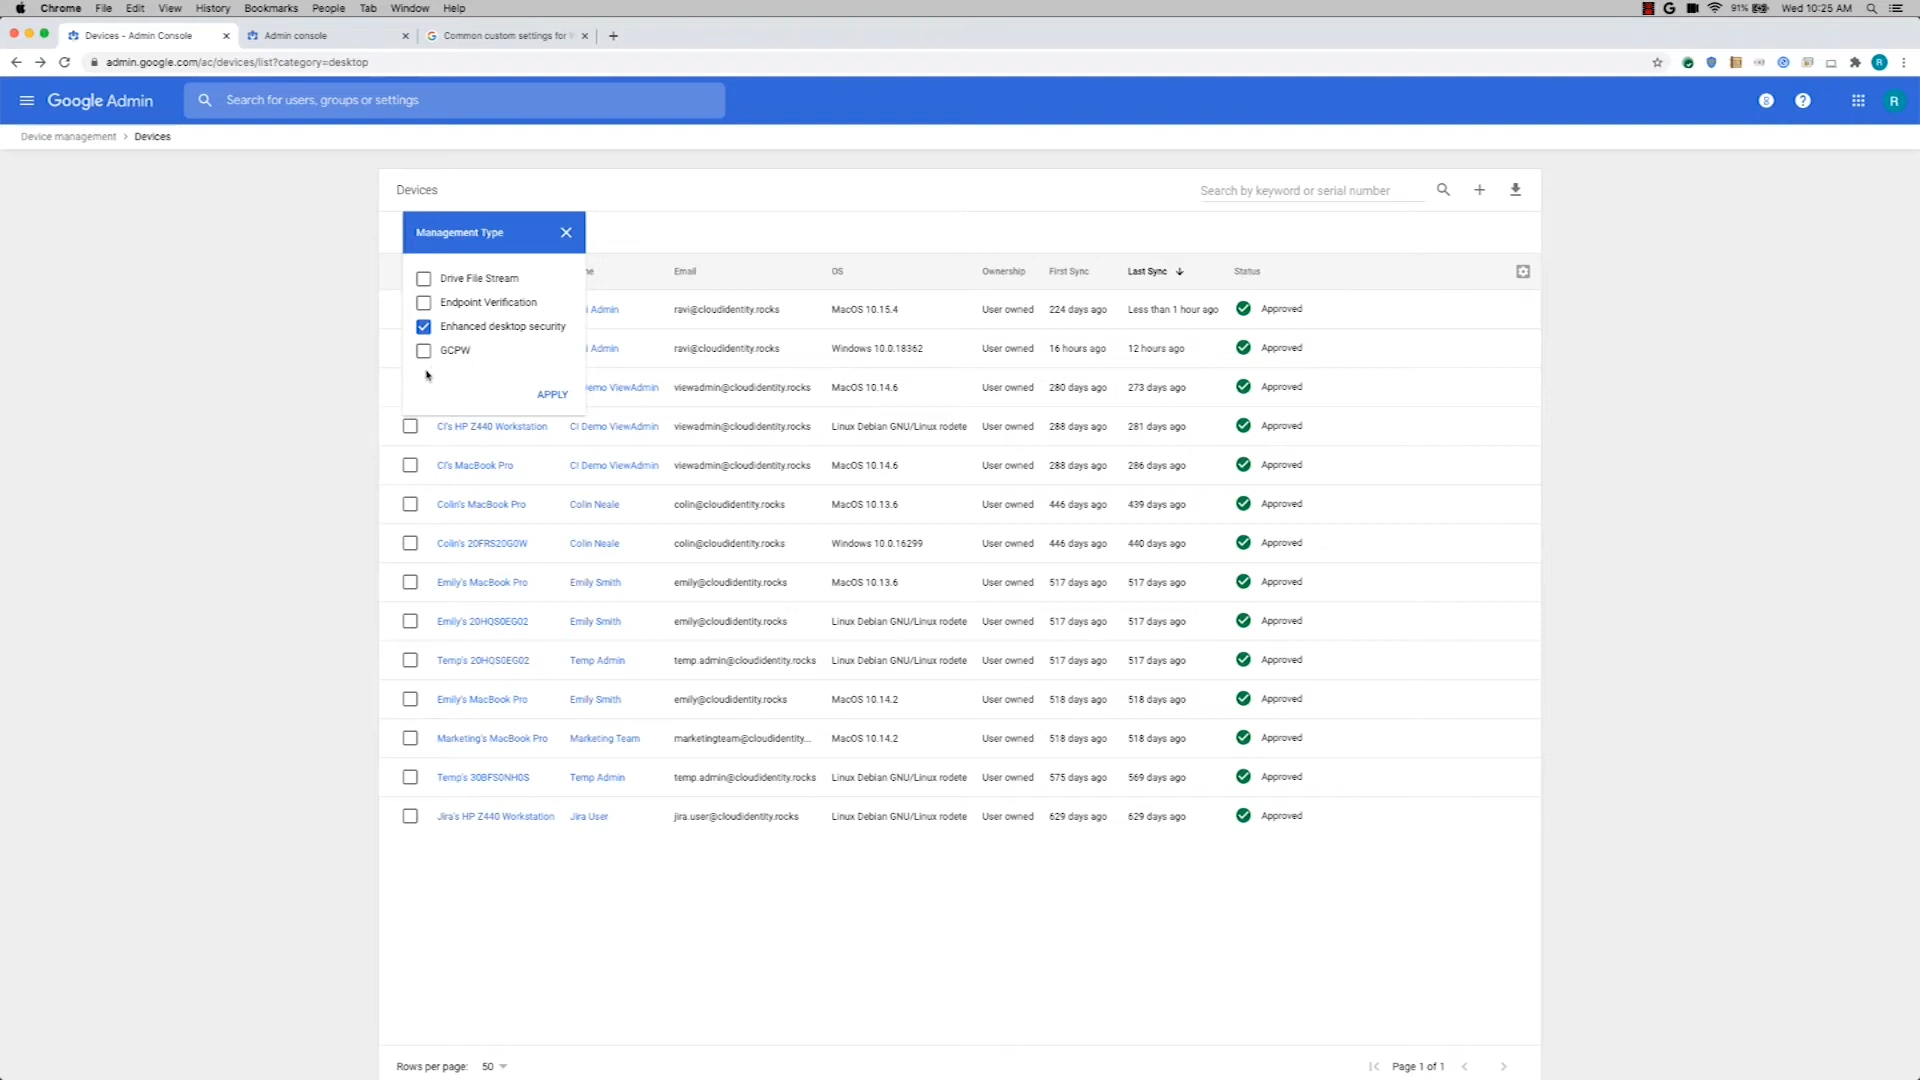 Chrome File Edit View History Bookmarks People Tab Window Help 91% Wed 10:25 AM
Devices - Admin Console Admin console Common custom settings for
admin.google.com/ac/devices/list?category=desktop R
Google Admin Search for users, groups or settings 8 ? R
Device management > Devices
Devices Search by keyword or serial number
Management Type
Drive File Stream
Endpoint Verification
Enhanced desktop security
GCPW
APPLY
Email OS Ownership First Sync Last Sync Status
Admin ravi@cloudidentity.rocks MacOS 10.15.4 User owned 224 days ago Less than 1 hour ago Approved
Admin ravi@cloudidentity.rocks Windows 10.0.18362 User owned 16 hours ago 12 hours ago Approved
ViewAdmin viewadmin@cloudidentity.rocks MacOS 10.14.6 User owned 280 days ago 273 days ago Approved
CI's HP Z440 Workstation CI Demo ViewAdmin viewadmin@cloudidentity.rocks Linux Debian GNU/Linux rodete User owned 288 days ago 281 days ago Approved
CI's MacBook Pro CI Demo ViewAdmin viewadmin@cloudidentity.rocks MacOS 10.14.6 User owned 288 days ago 286 days ago Approved
Colin's MacBook Pro Colin Neale colin@cloudidentity.rocks MacOS 10.13.6 User owned 446 days ago 439 days ago Approved
Colin's 20FRS20G0W Colin Neale colin@cloudidentity.rocks Windows 10.0.16299 User owned 446 days ago 440 days ago Approved
Emily's MacBook Pro Emily Smith emily@cloudidentity.rocks MacOS 10.13.6 User owned 517 days ago 517 days ago Approved
Emily's 20HQS0EG02 Emily Smith emily@cloudidentity.rocks Linux Debian GNU/Linux rodete User owned 517 days ago 517 days ago Approved
Temp's 20HQS0EG02 Temp Admin temp.admin@cloudidentity.rocks Linux Debian GNU/Linux rodete User owned 517 days ago 517 days ago Approved
Emily's MacBook Pro Emily Smith emily@cloudidentity.rocks MacOS 10.14.2 User owned 518 days ago 518 days ago Approved
Marketing's MacBook Pro Marketing Team marketingteam@cloudidentity... MacOS 10.14.2 User owned 518 days ago 518 days ago Approved
Temp's 30BFS0NH0S Temp Admin temp.admin@cloudidentity.rocks Linux Debian GNU/Linux rodete User owned 575 days ago 569 days ago Approved
Jira's HP Z440 Workstation Jira User jira.user@cloudidentity.rocks Linux Debian GNU/Linux rodete User owned 629 days ago 629 days ago Approved
Rows per page: 50 Page 1 of 1